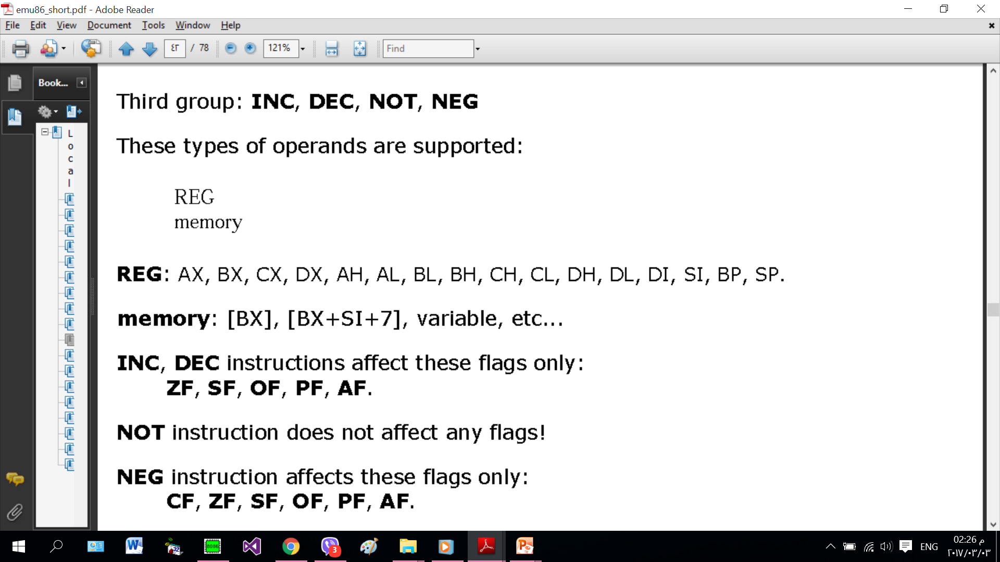 emu86_short.pdf - Adobe Reader
File Edit View Document Tools Window Help
٤٣ / 78 121% Find
Book...
L
o
c
a
l
Third group: INC, DEC, NOT, NEG
These types of operands are supported:
REG
memory
REG: AX, BX, CX, DX, AH, AL, BL, BH, CH, CL, DH, DL, DI, SI, BP, SP.
memory: [BX], [BX+SI+7], variable, etc...
INC, DEC instructions affect these flags only:
ZF, SF, OF, PF, AF.
NOT instruction does not affect any flags!
NEG instruction affects these flags only:
CF, ZF, SF, OF, PF, AF.
32
8086
3
ENG
02:26 م
٢٠١٧/٠٣/٠٣